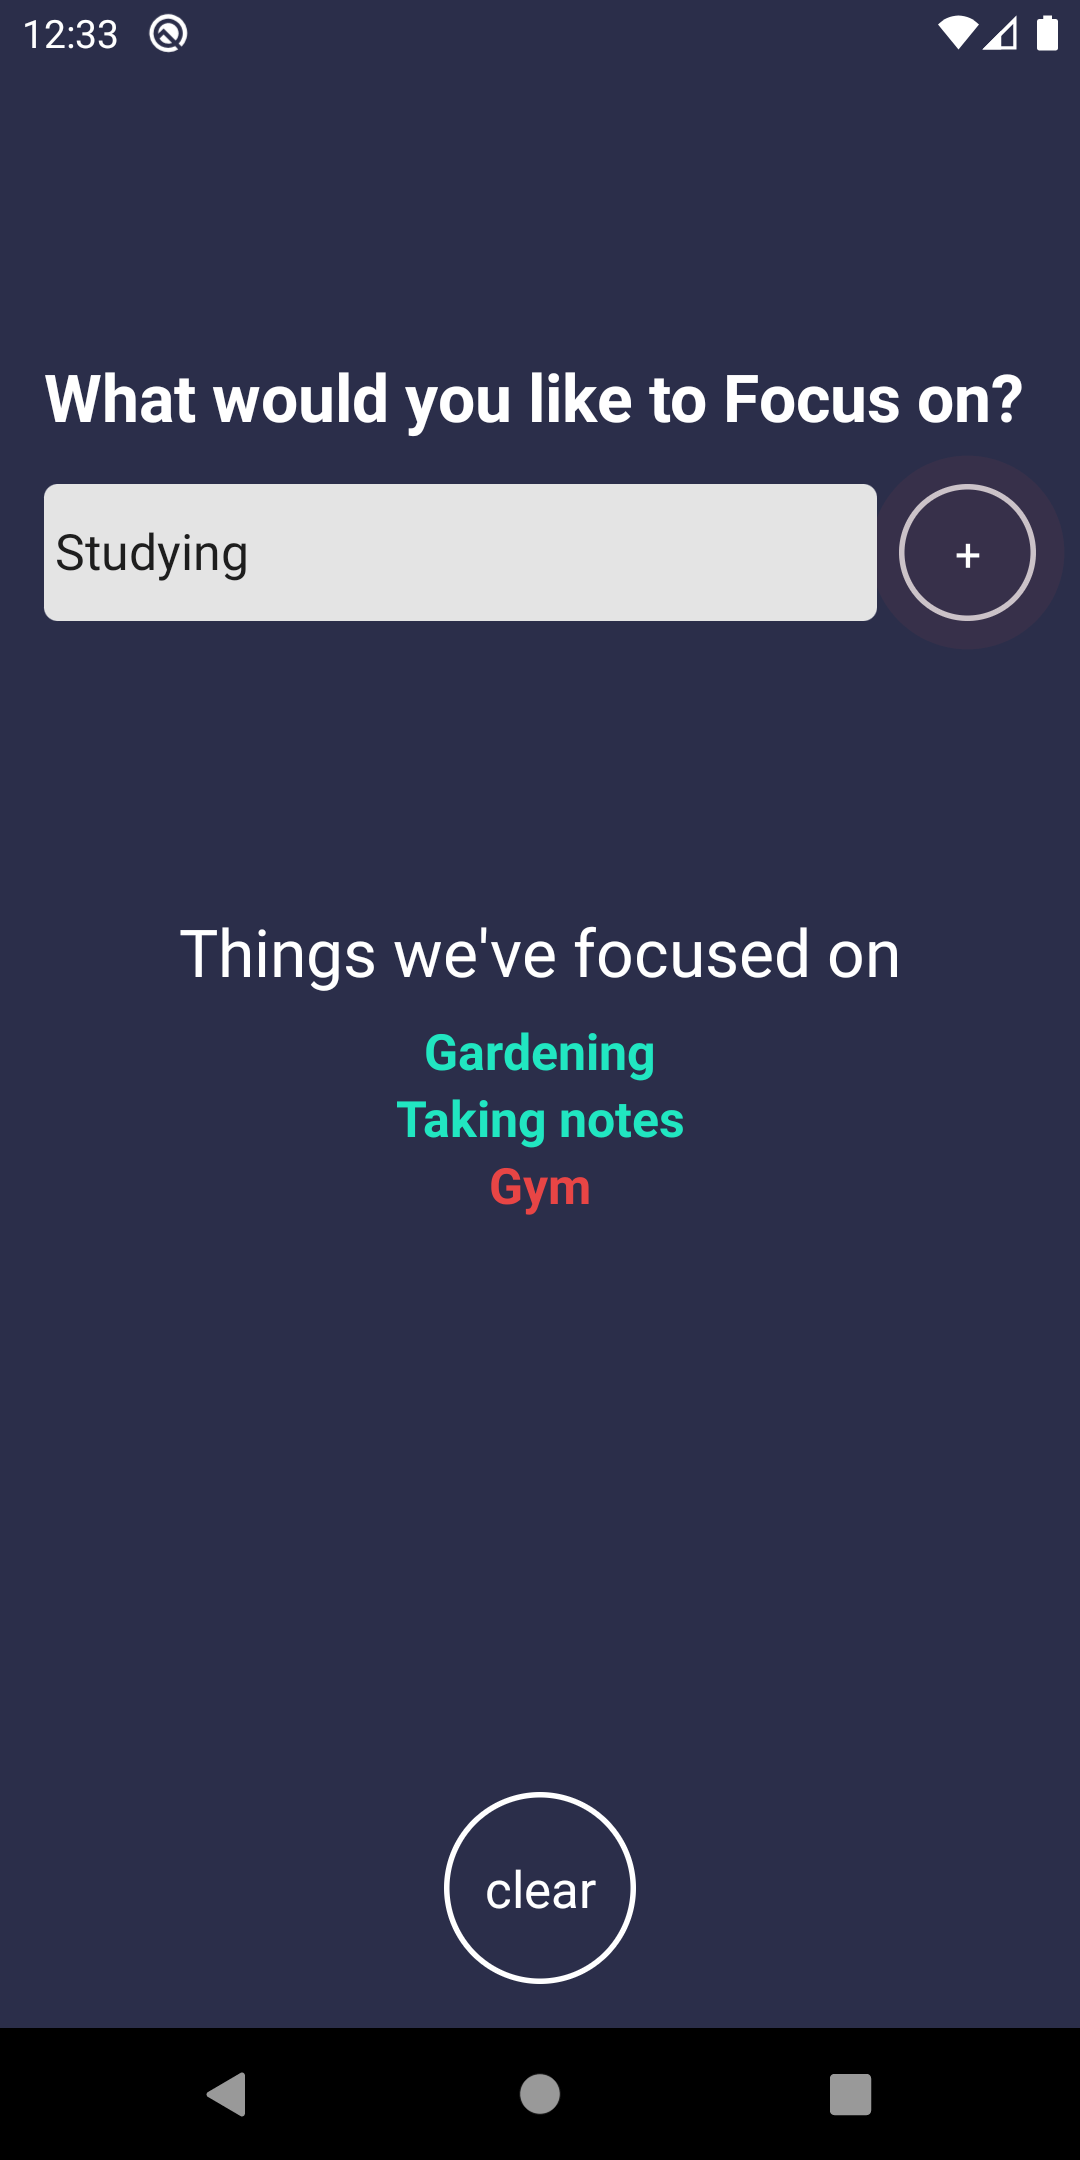 12:33
What would you like to Focus on?
Studying
+
Things we've focused on
Gardening
Taking notes
Gym
clear